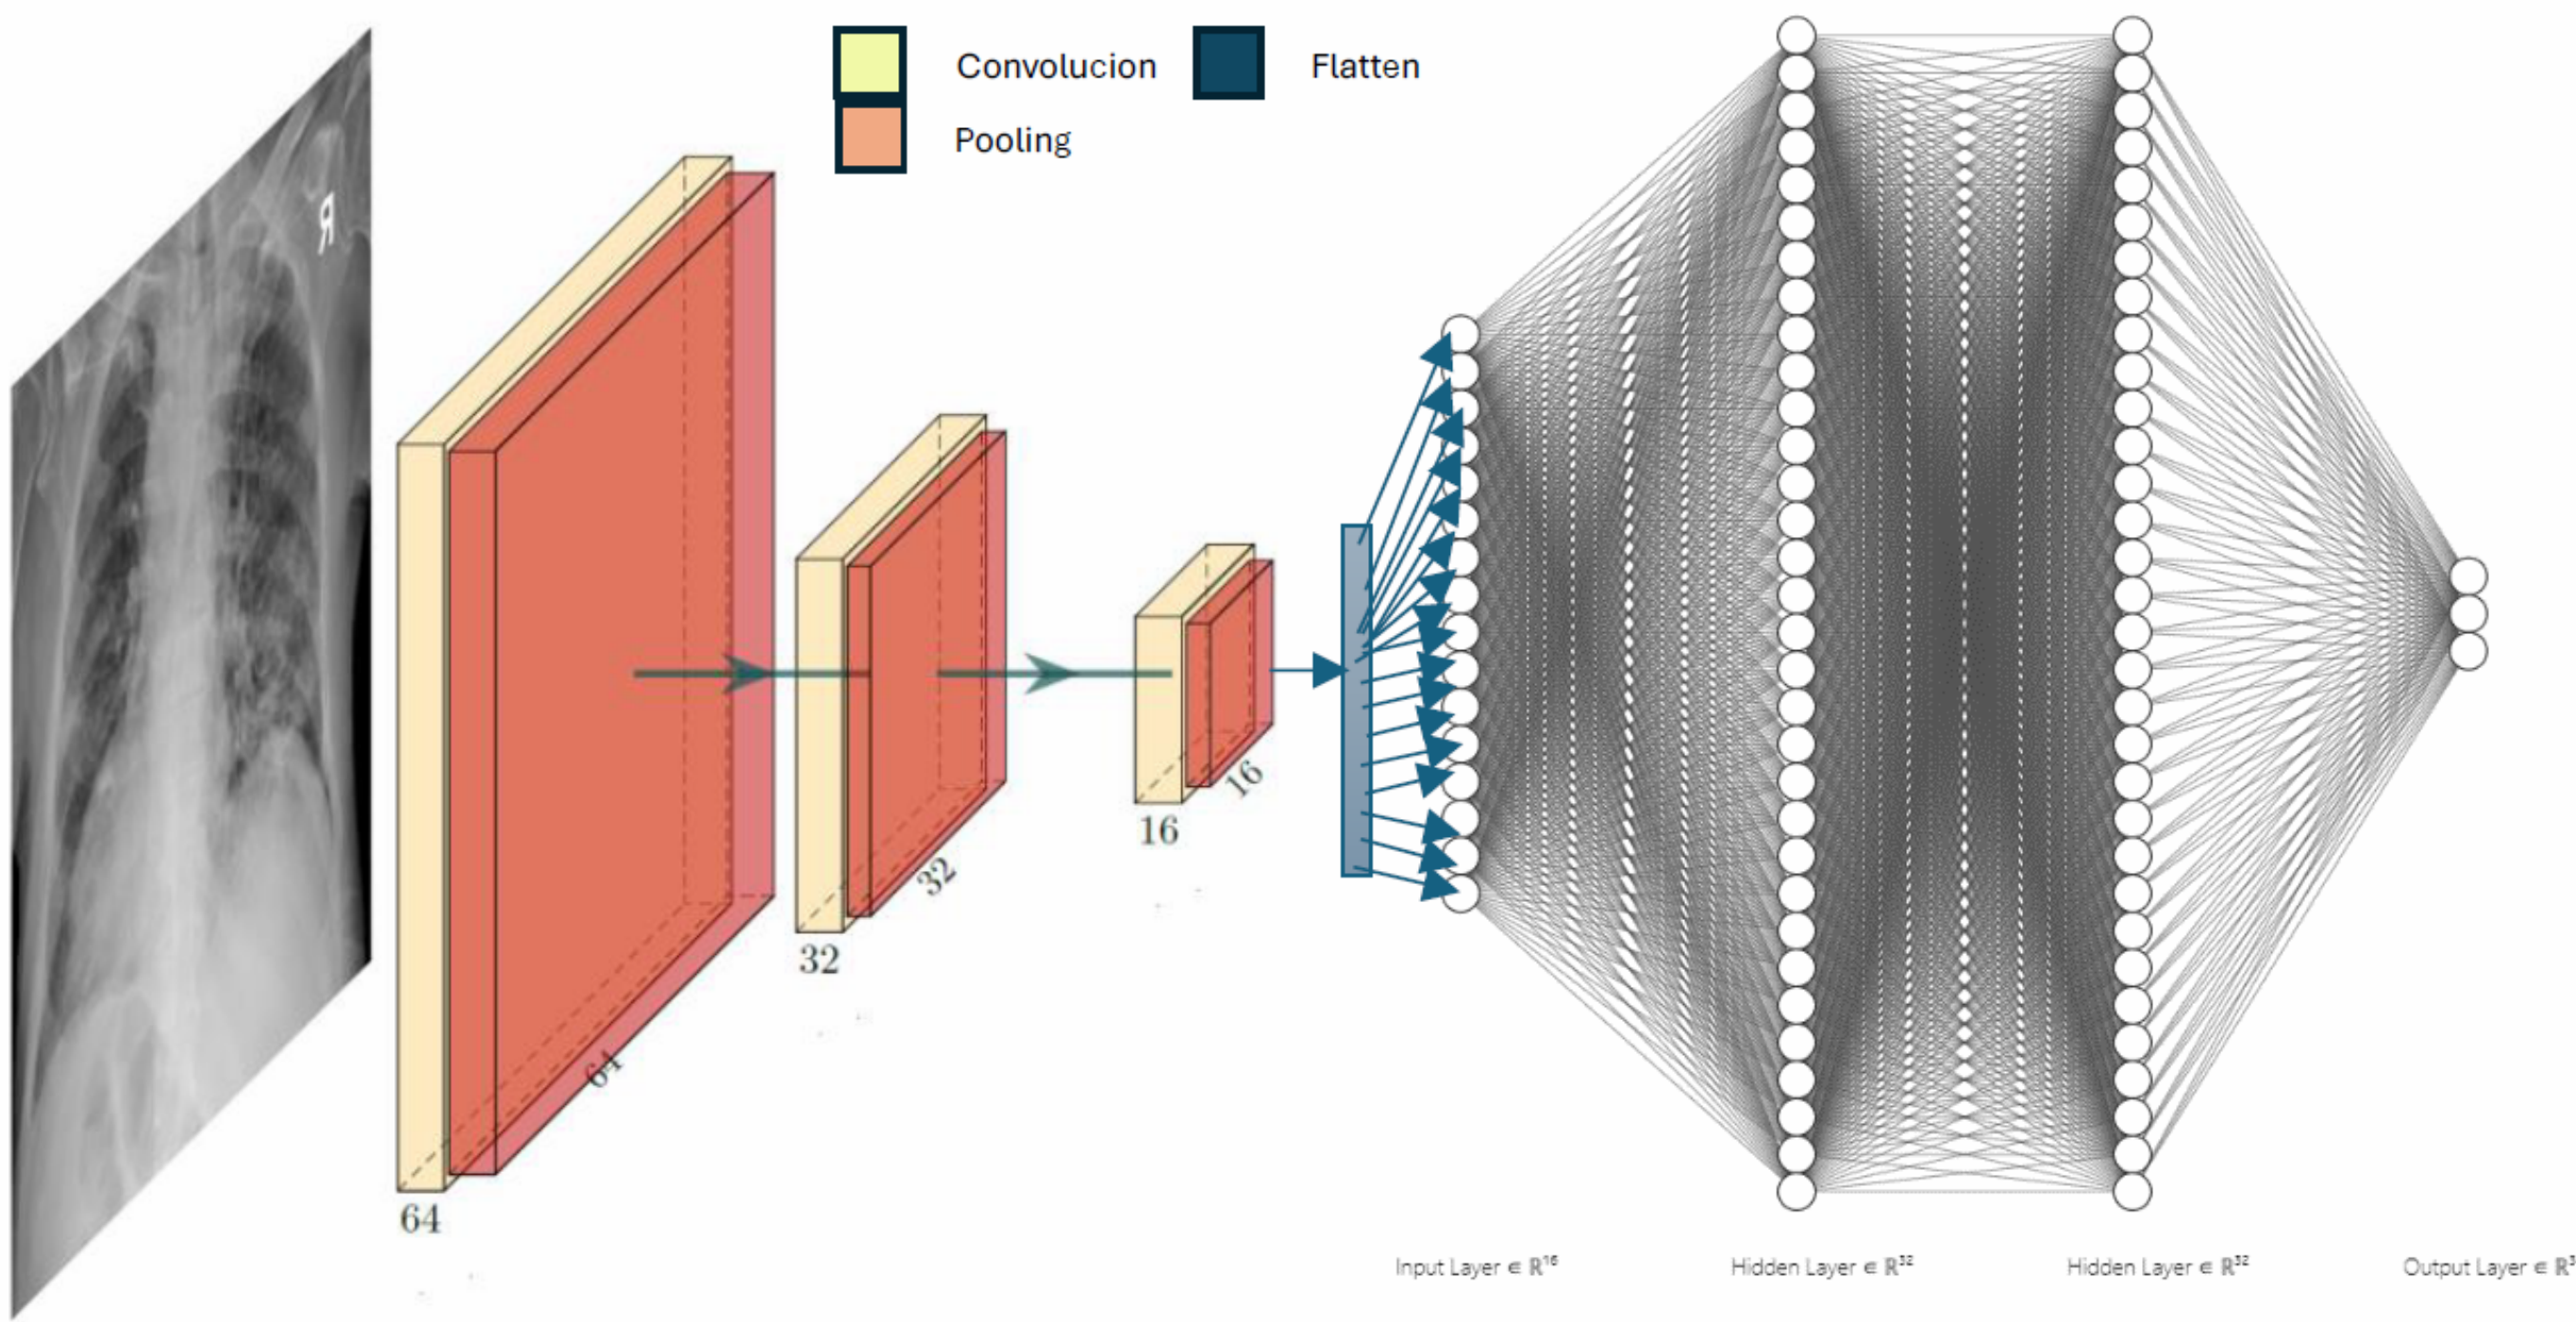 Convolucion
Flatten
Pooling
R
64
64
32
32
16
16
Input Layer ∈ ℝ¹⁶
Hidden Layer ∈ ℝ³²
Hidden Layer ∈ ℝ³²
Output Layer ∈ ℝ³